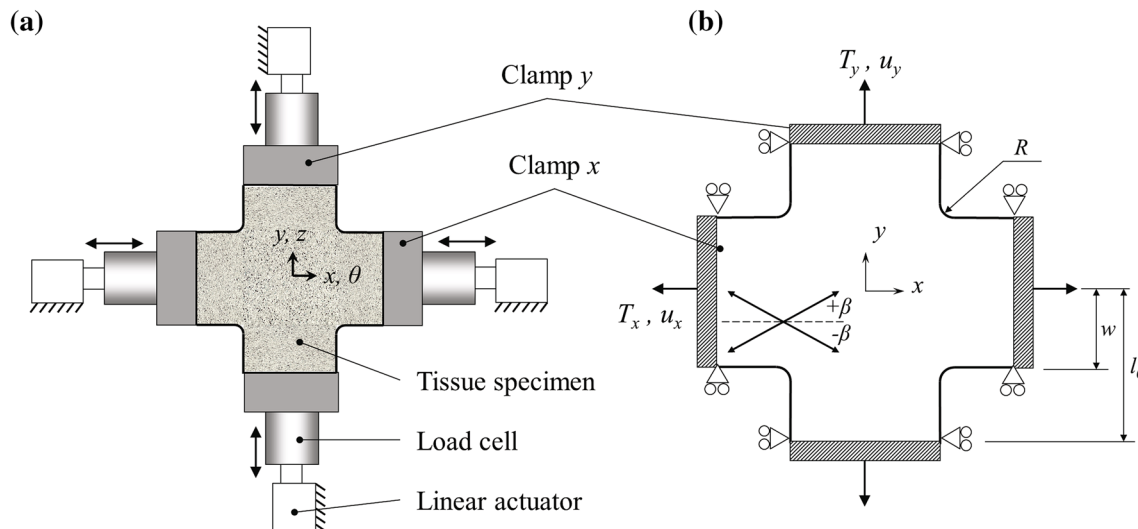 (a)
(b)
Clamp y
Clamp x
y, z
x, θ
Tissue specimen
Load cell
Linear actuator
T_y , u_y
R
y
x
T_x , u_x
+β
-β
w